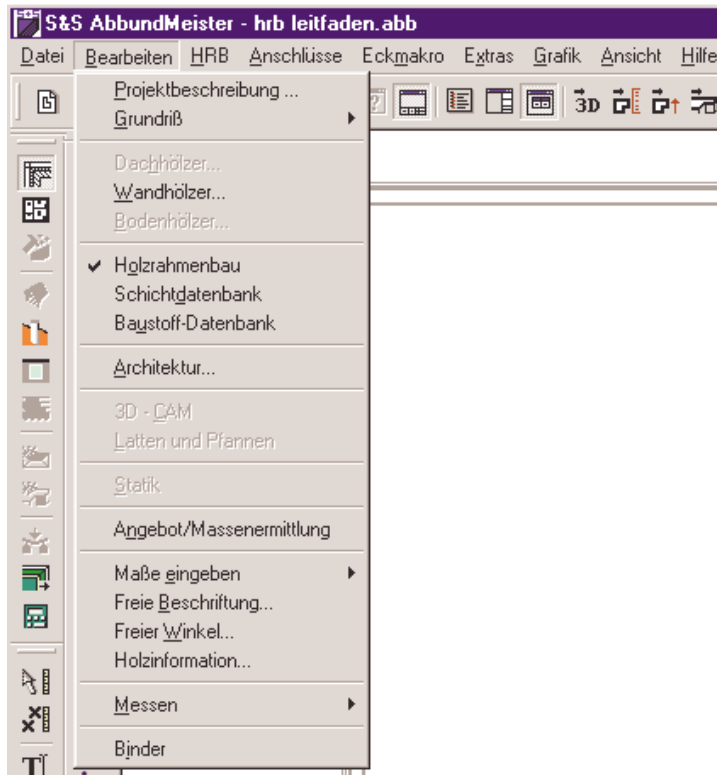 S&S AbbundMeister - hrb leitfaden.abb
Datei Bearbeiten HRB Anschlüsse Eckmakro Extras Grafik Ansicht Hilfe
Projektbeschreibung ...
Grundriß
3D
Dachhölzer...
Wandhölzer...
Bodenhölzer...
Holzrahmenbau
Schichtdatenbank
Baustoff-Datenbank
Architektur...
3D - CAM
Latten und Pfannen
Statik
Angebot/Massenermittlung
Maße eingeben
Freie Beschriftung...
Freier Winkel...
Holzinformation...
Messen
Binder